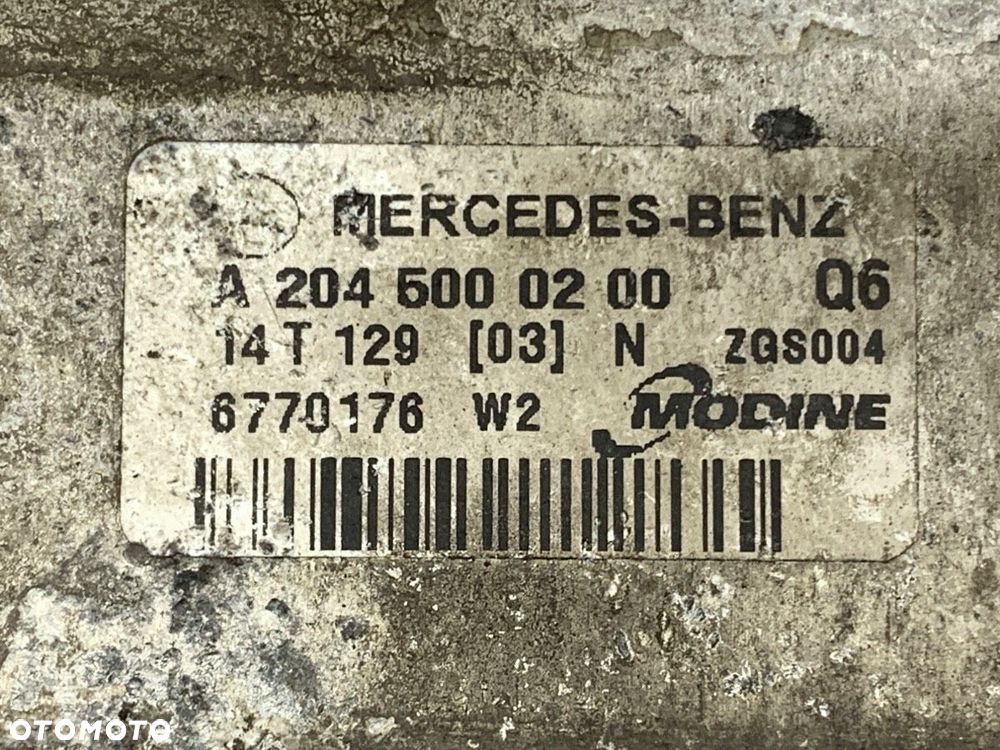 MERCEDES-BENZ
A 204 500 02 00 Q6
14 T 129 [03] N ZGS004
6770176 W2 MODINE
OTOMOTO